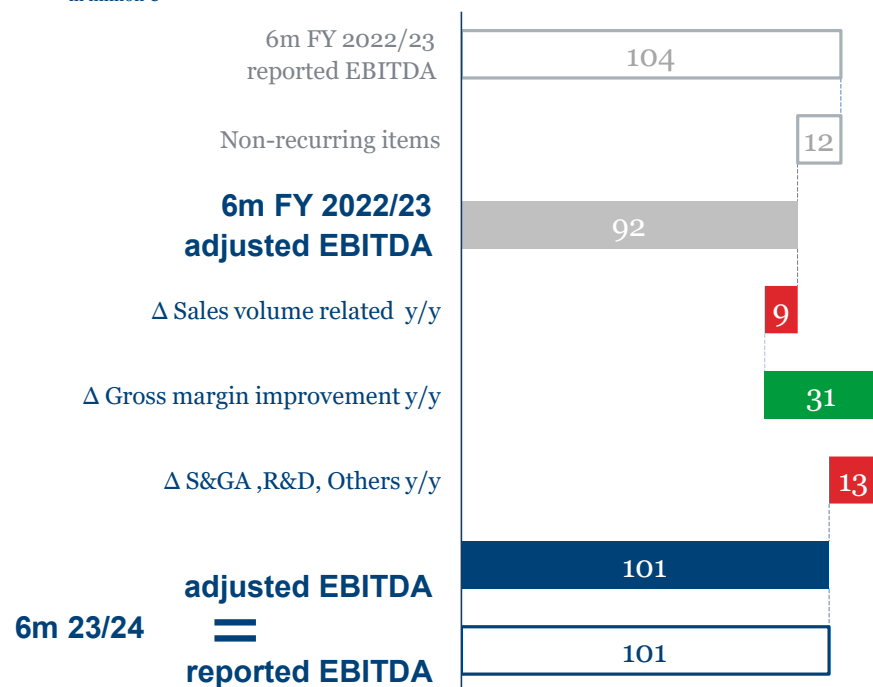 6m FY 2022/23
reported EBITDA
104
Non-recurring items
12
6m FY 2022/23
adjusted EBITDA
92
Δ Sales volume related y/y
9
Δ Gross margin improvement y/y
31
Δ S&GA ,R&D, Others y/y
13
adjusted EBITDA
101
6m 23/24 =
reported EBITDA
101